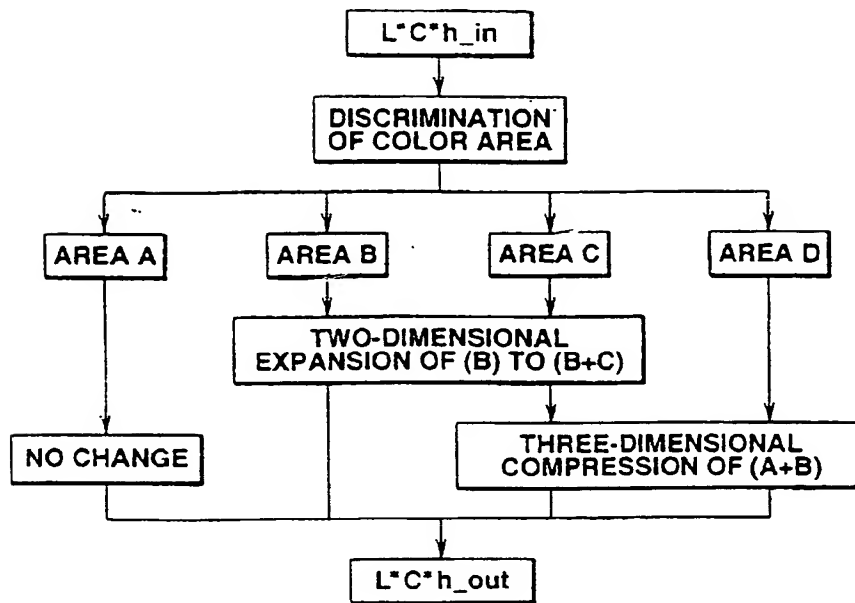 L*C*h_in
DISCRIMINATION
OF COLOR AREA
AREA A
AREA B
AREA C
AREA D
TWO-DIMENSIONAL
EXPANSION OF (B) TO (B+C)
NO CHANGE
THREE-DIMENSIONAL
COMPRESSION OF (A+B)
L*C*h_out